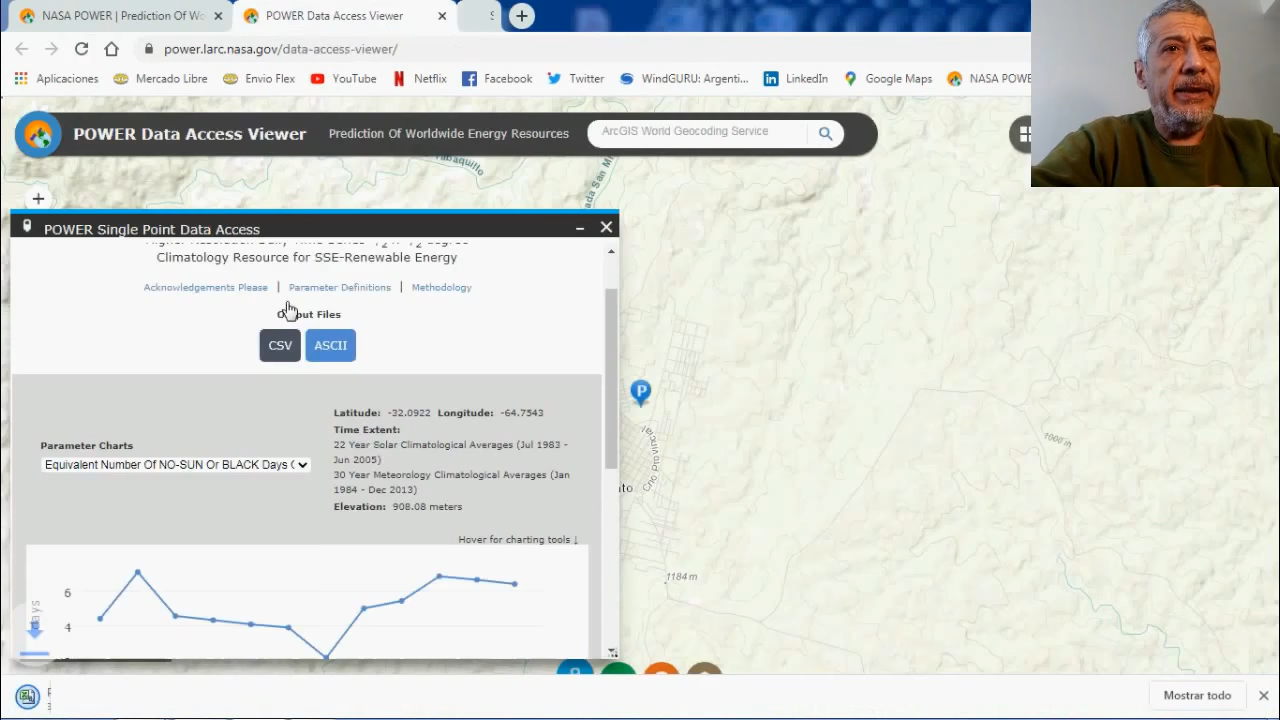 NASA POWER | Prediction Of Wo
POWER Data Access Viewer
power.larc.nasa.gov/data-access-viewer/
Aplicaciones
Mercado Libre
Envio Flex
YouTube
Netflix
Facebook
Twitter
WindGURU: Argenti...
LinkedIn
Google Maps
NASA POWE
POWER Data Access Viewer
Prediction Of Worldwide Energy Resources
ArcGIS World Geocoding Service
POWER Single Point Data Access
Climatology Resource for SSE-Renewable Energy
Acknowledgements Please | Parameter Definitions | Methodology
Files
CSV
ASCII
Latitude: -32.0922 Longitude: -64.7543
Time Extent:
22 Year Solar Climatological Averages (Jul 1983 -
Jun 2005)
30 Year Meteorology Climatological Averages (Jan
1984 - Dec 2013)
Elevation: 908.08 meters
Parameter Charts
Equivalent Number Of NO-SUN Or BLACK Days
Hover for charting tools ↓
6
4
P
Cno Provincial
1000 m
1184 m
Mostrar todo